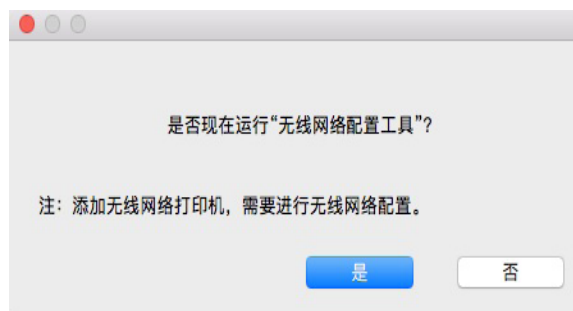 是否现在运行“无线网络配置工具”？
注：添加无线网络打印机，需要进行无线网络配置。
是
否